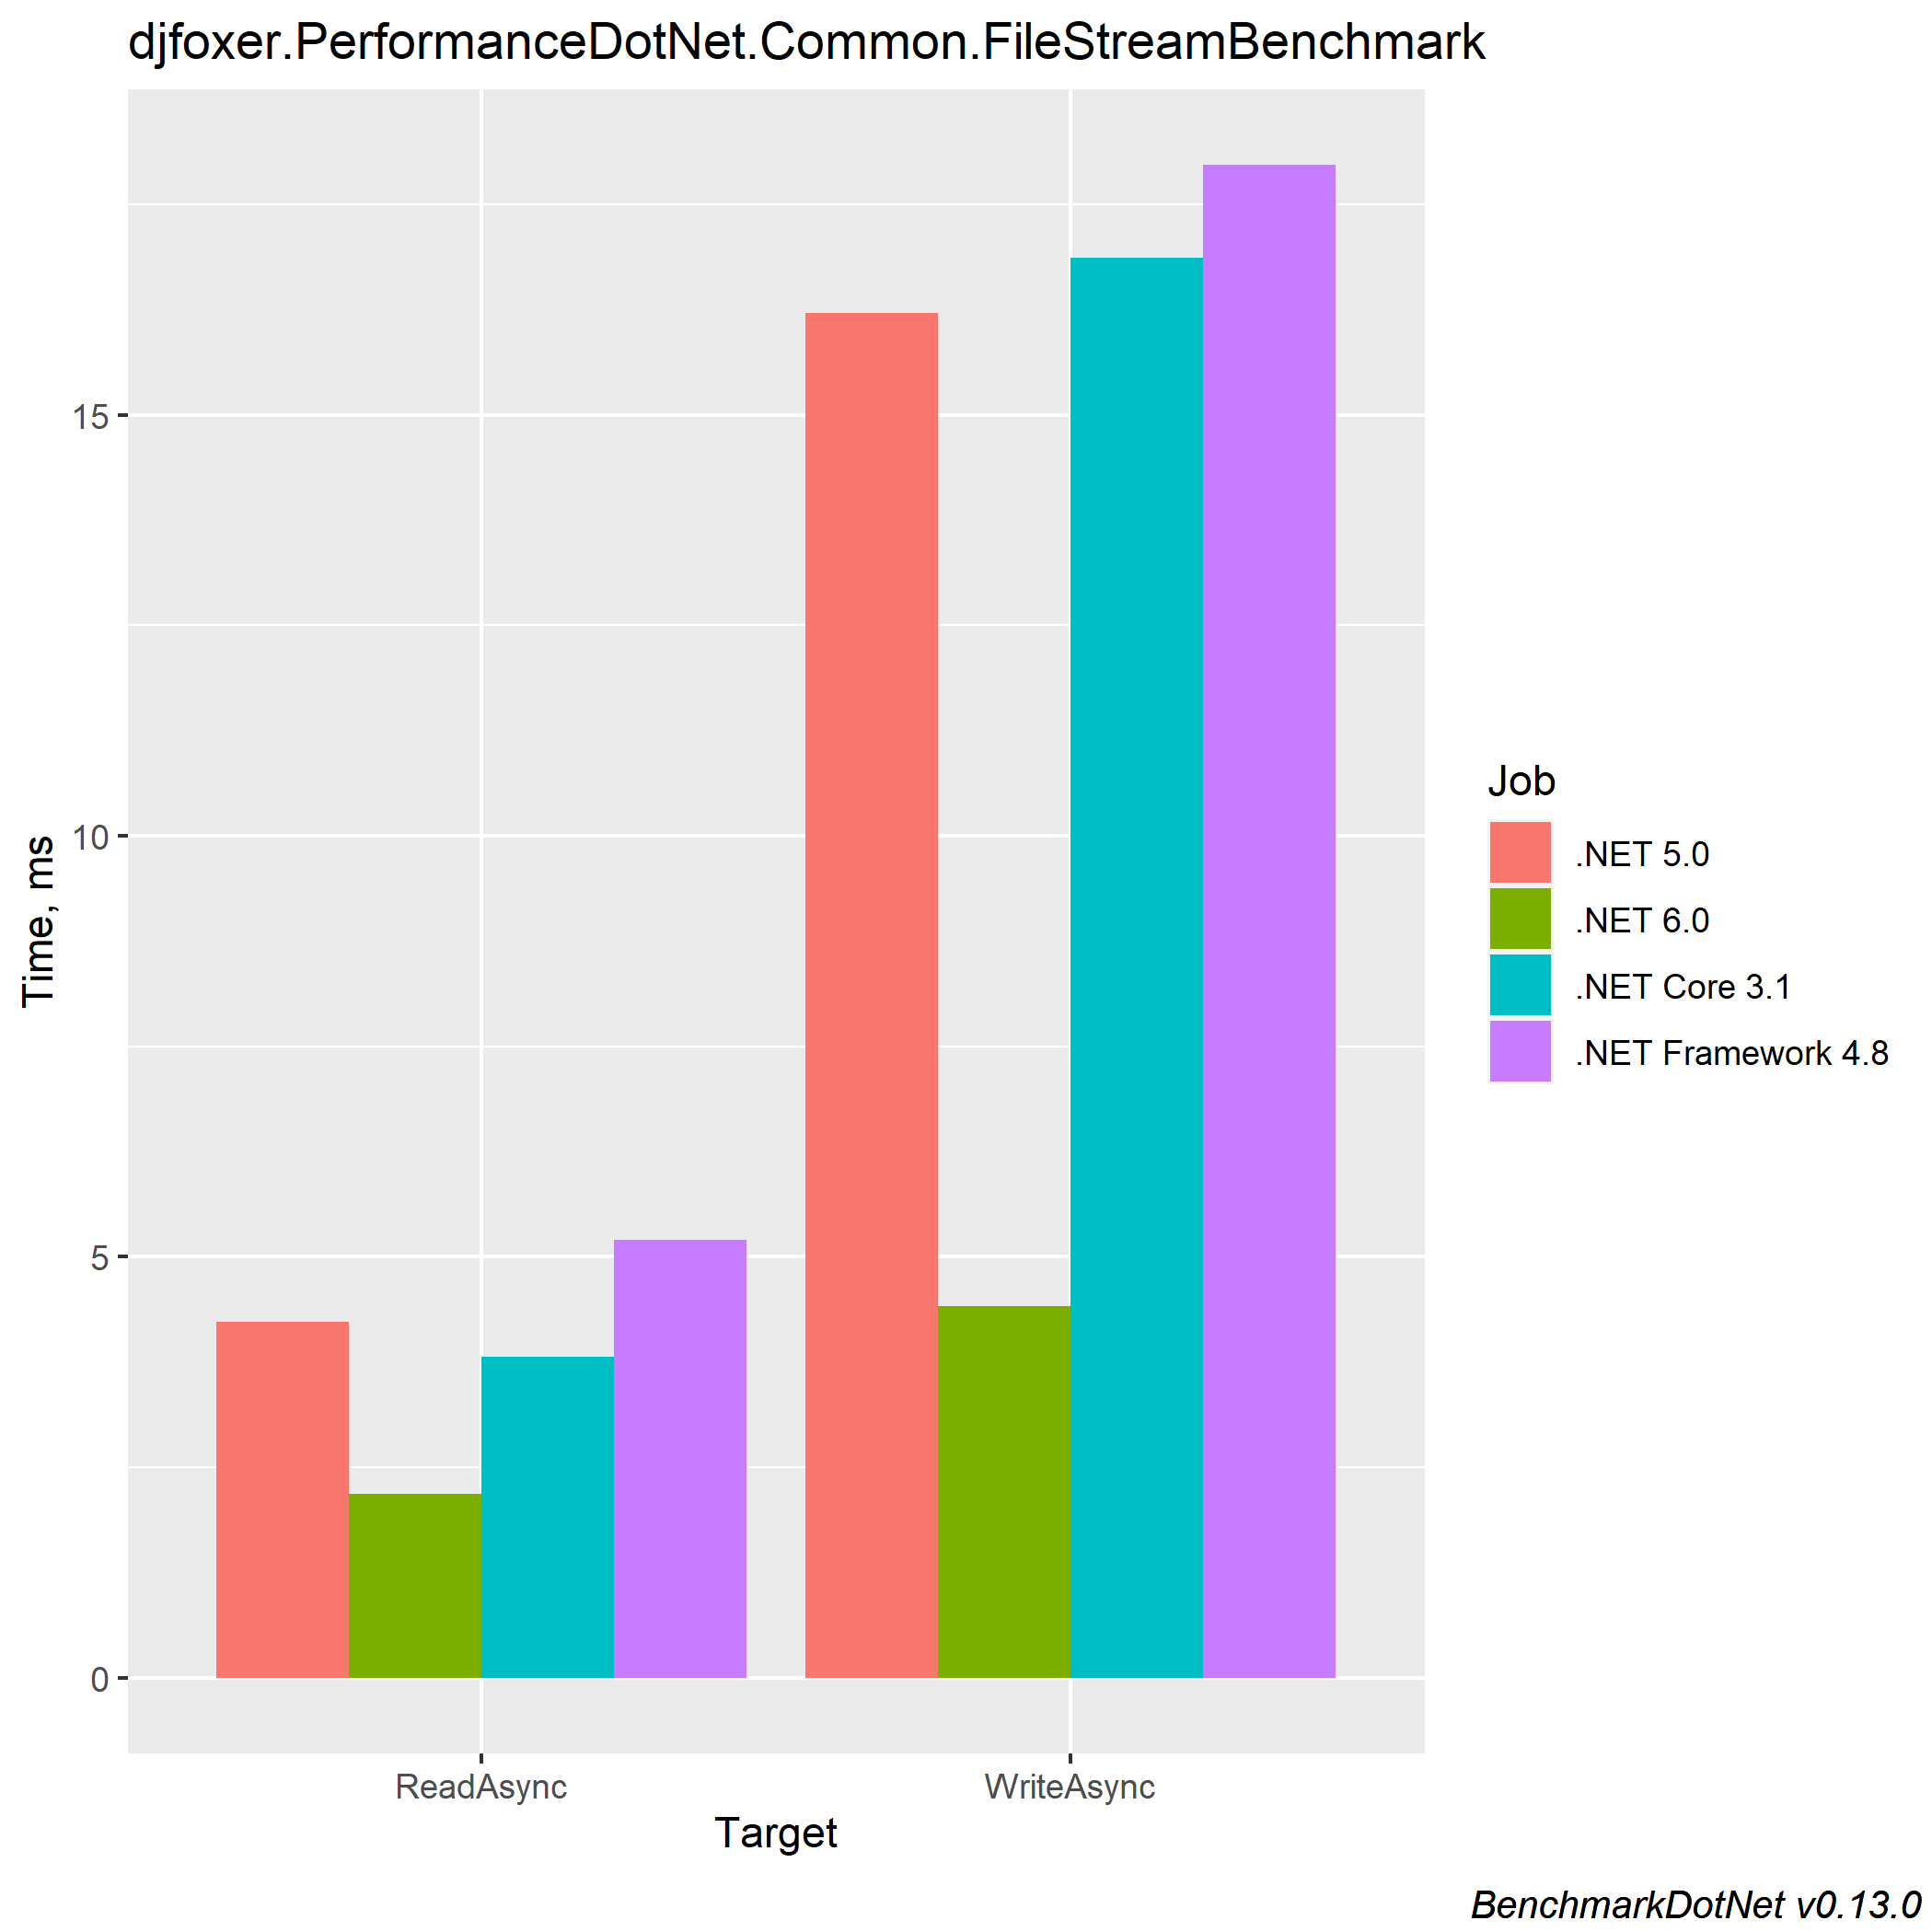 djfoxer.PerformanceDotNet.Common.FileStreamBenchmark
Time, ms
15
10
5
0
ReadAsync
WriteAsync
Target
Job
.NET 5.0
.NET 6.0
.NET Core 3.1
.NET Framework 4.8
BenchmarkDotNet v0.13.0